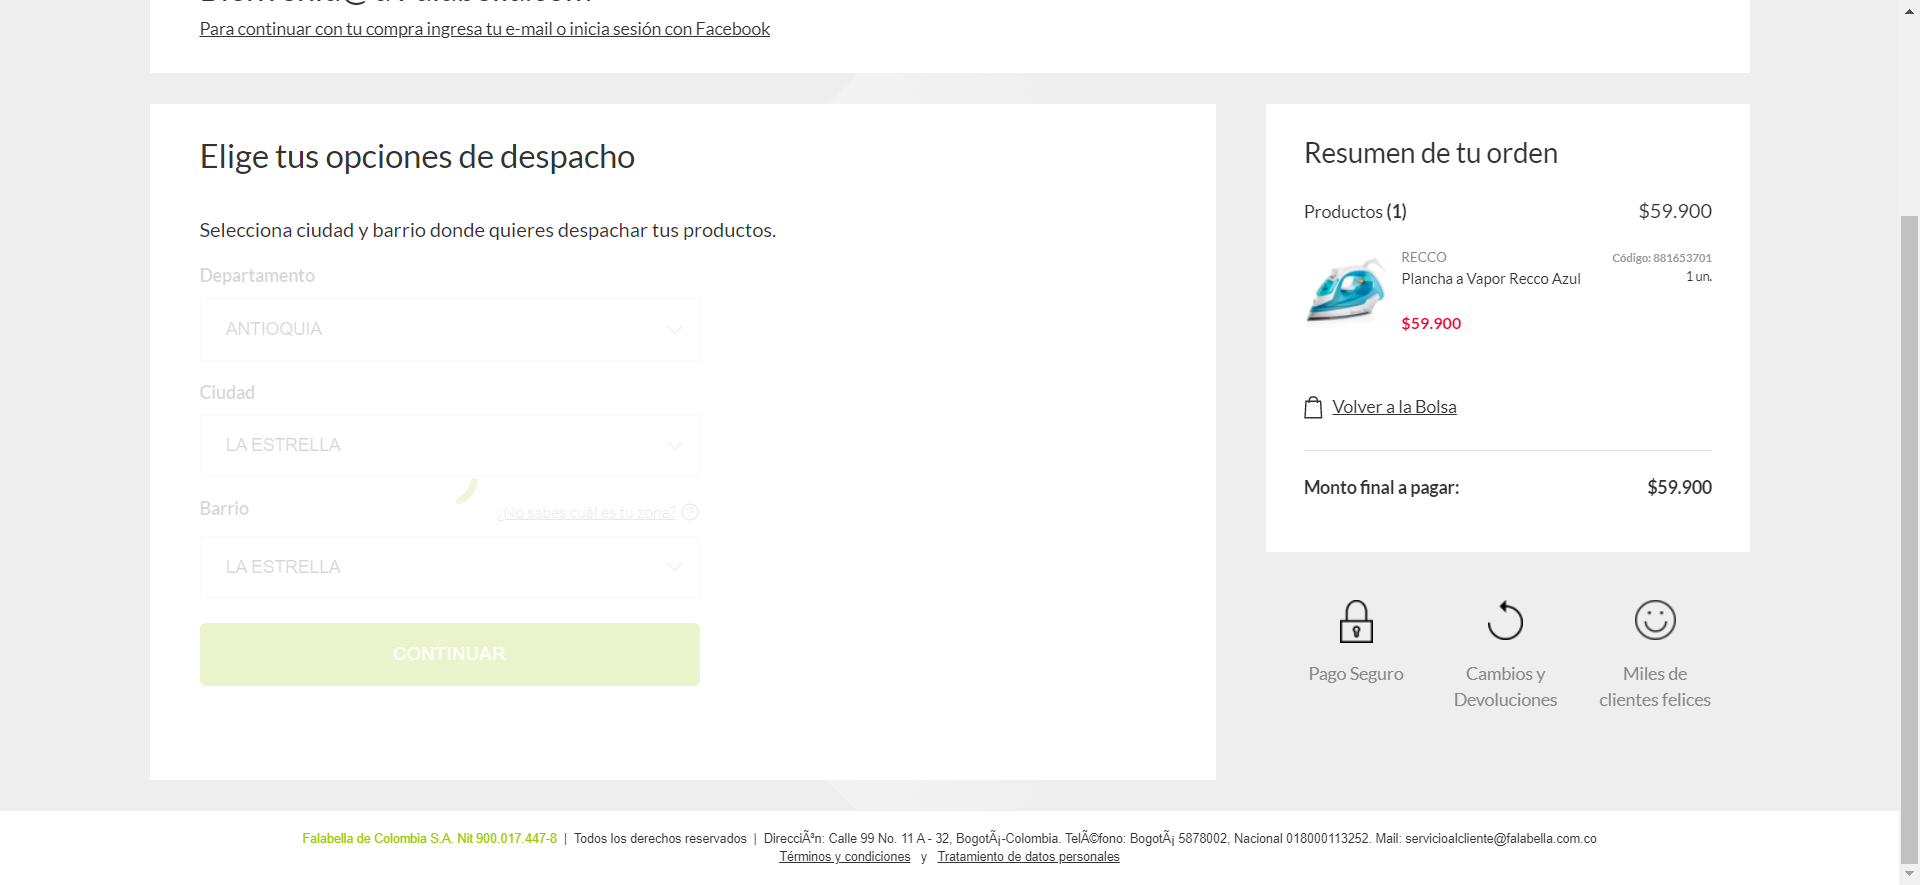 Bienvenid@ a Falabella.com
Para continuar con tu compra ingresa tu e-mail o inicia sesión con Facebook
Elige tus opciones de despacho
Selecciona ciudad y barrio donde quieres despachar tus productos.
Departamento
ANTIOQUIA
Ciudad
LA ESTRELLA
Barrio
¿No sabes cuál es tu zona? ?
LA ESTRELLA
CONTINUAR
Resumen de tu orden
Productos (1) $59.900
RECCO Código: 881653701
Plancha a Vapor Recco Azul 1 un.
$59.900
Volver a la Bolsa
Monto final a pagar: $59.900
Pago Seguro
Cambios y
Devoluciones
Miles de
clientes felices
Falabella de Colombia S.A. Nit 900.017.447-8 | Todos los derechos reservados | DirecciÃªn: Calle 99 No. 11 A - 32, BogotÃ¡-Colombia. TelÃ©fono: BogotÃ¡ 5878002, Nacional 018000113252. Mail: servicioalcliente@falabella.com.co
Términos y condiciones y Tratamiento de datos personales